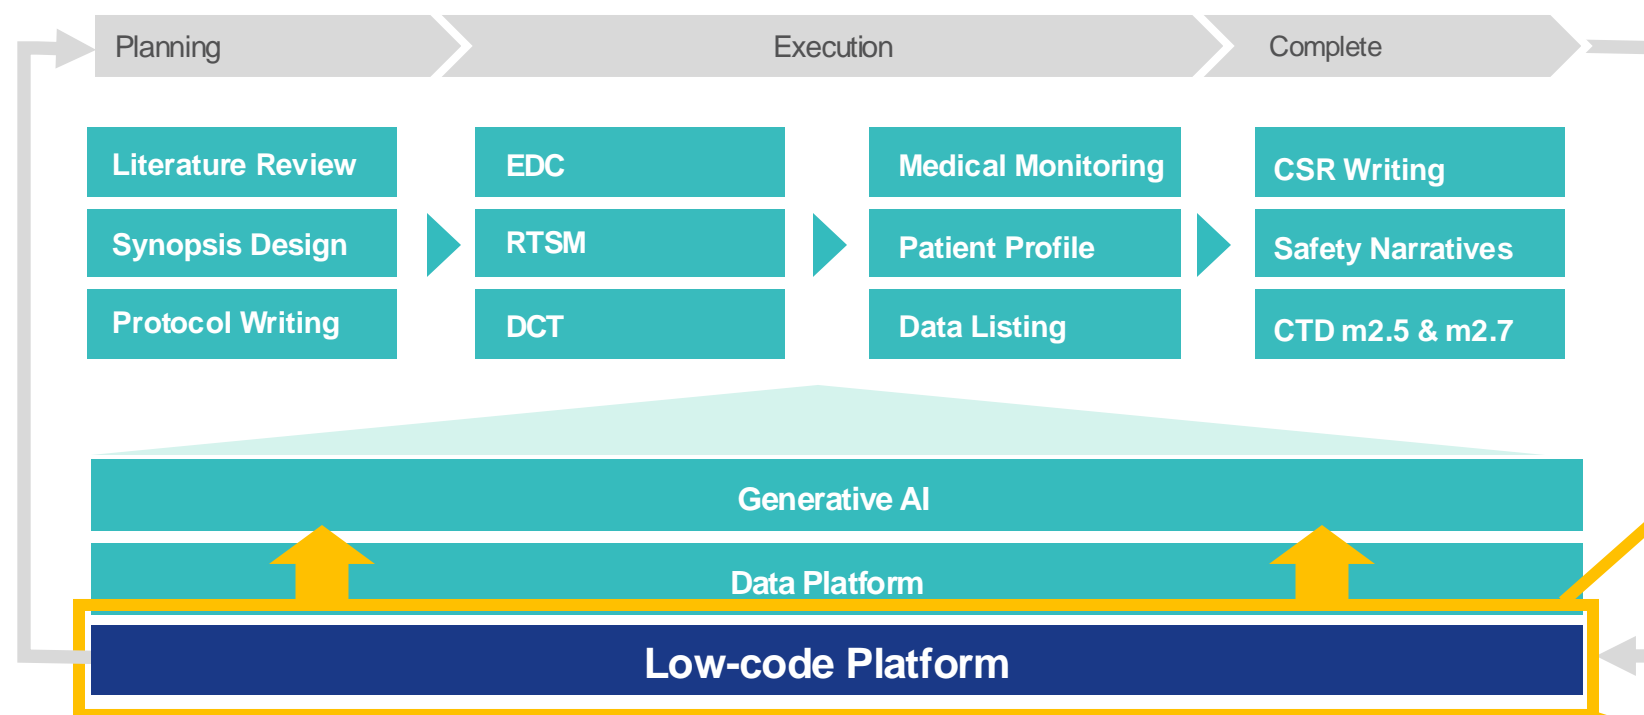 Planning
Execution
Complete
Literature Review
Synopsis Design
Protocol Writing
EDC
RTSM
DCT
Medical Monitoring
Patient Profile
Data Listing
CSR Writing
Safety Narratives
CTD m2.5 & m2.7
Generative AI
Data Platform
Low-code Platform